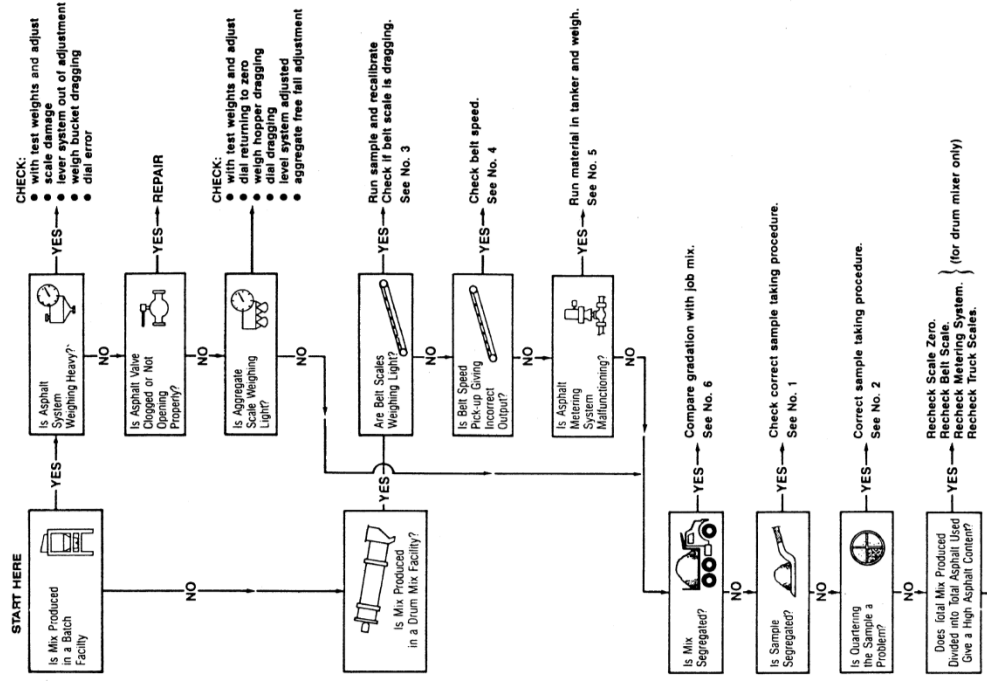 START HERE
Is Mix Produced
in a Batch
Facilty
YES
Is Asphalt
System
Weighing Heavy?
YES
CHECK:
● with test weights and adjust
● scale damage
● lever system out of adjustment
● weigh bucket dragging
● dial error
NO
Is Asphalt Valve
Clogged or Not
Opening
Properly?
YES
REPAIR
NO
Is Aggregate
Scale Weighing
Light?
YES
CHECK:
● with test weights and adjust
● dial returning to zero
● weigh hopper dragging
● dial dragging
● level system adjusted
● aggregate free fall adjustment
NO
NO
Is Mix Produced
in a Drum Mix Facility?
YES
Are Belt Scales
Weighing Light?
YES
Run sample and recalibrate
Check if belt scale is dragging.
See No. 3
NO
Is Belt Speed
Pick-up Giving
Incorrect
Output?
YES
Check belt speed.
See No. 4
NO
Is Asphalt
Metering
System
Malfunctioning?
YES
Run material in tanker and weigh.
See No. 5
NO
Is Mix
Segregated?
YES
Compare gradation with job mix.
See No. 6
NO
Is Sample
Segregated?
YES
Check correct sample taking procedure.
See No. 1
NO
Is Quartering
the Sample a
Problem?
YES
Correct sample taking procedure.
See No. 2
NO
Does Total Mix Produced
Divided into Total Asphalt Used
Give a High Asphalt Content?
YES
Recheck Scale Zero.
Recheck Belt Scale.
Recheck Metering System.
Recheck Truck Scales.
(for drum mixer only)